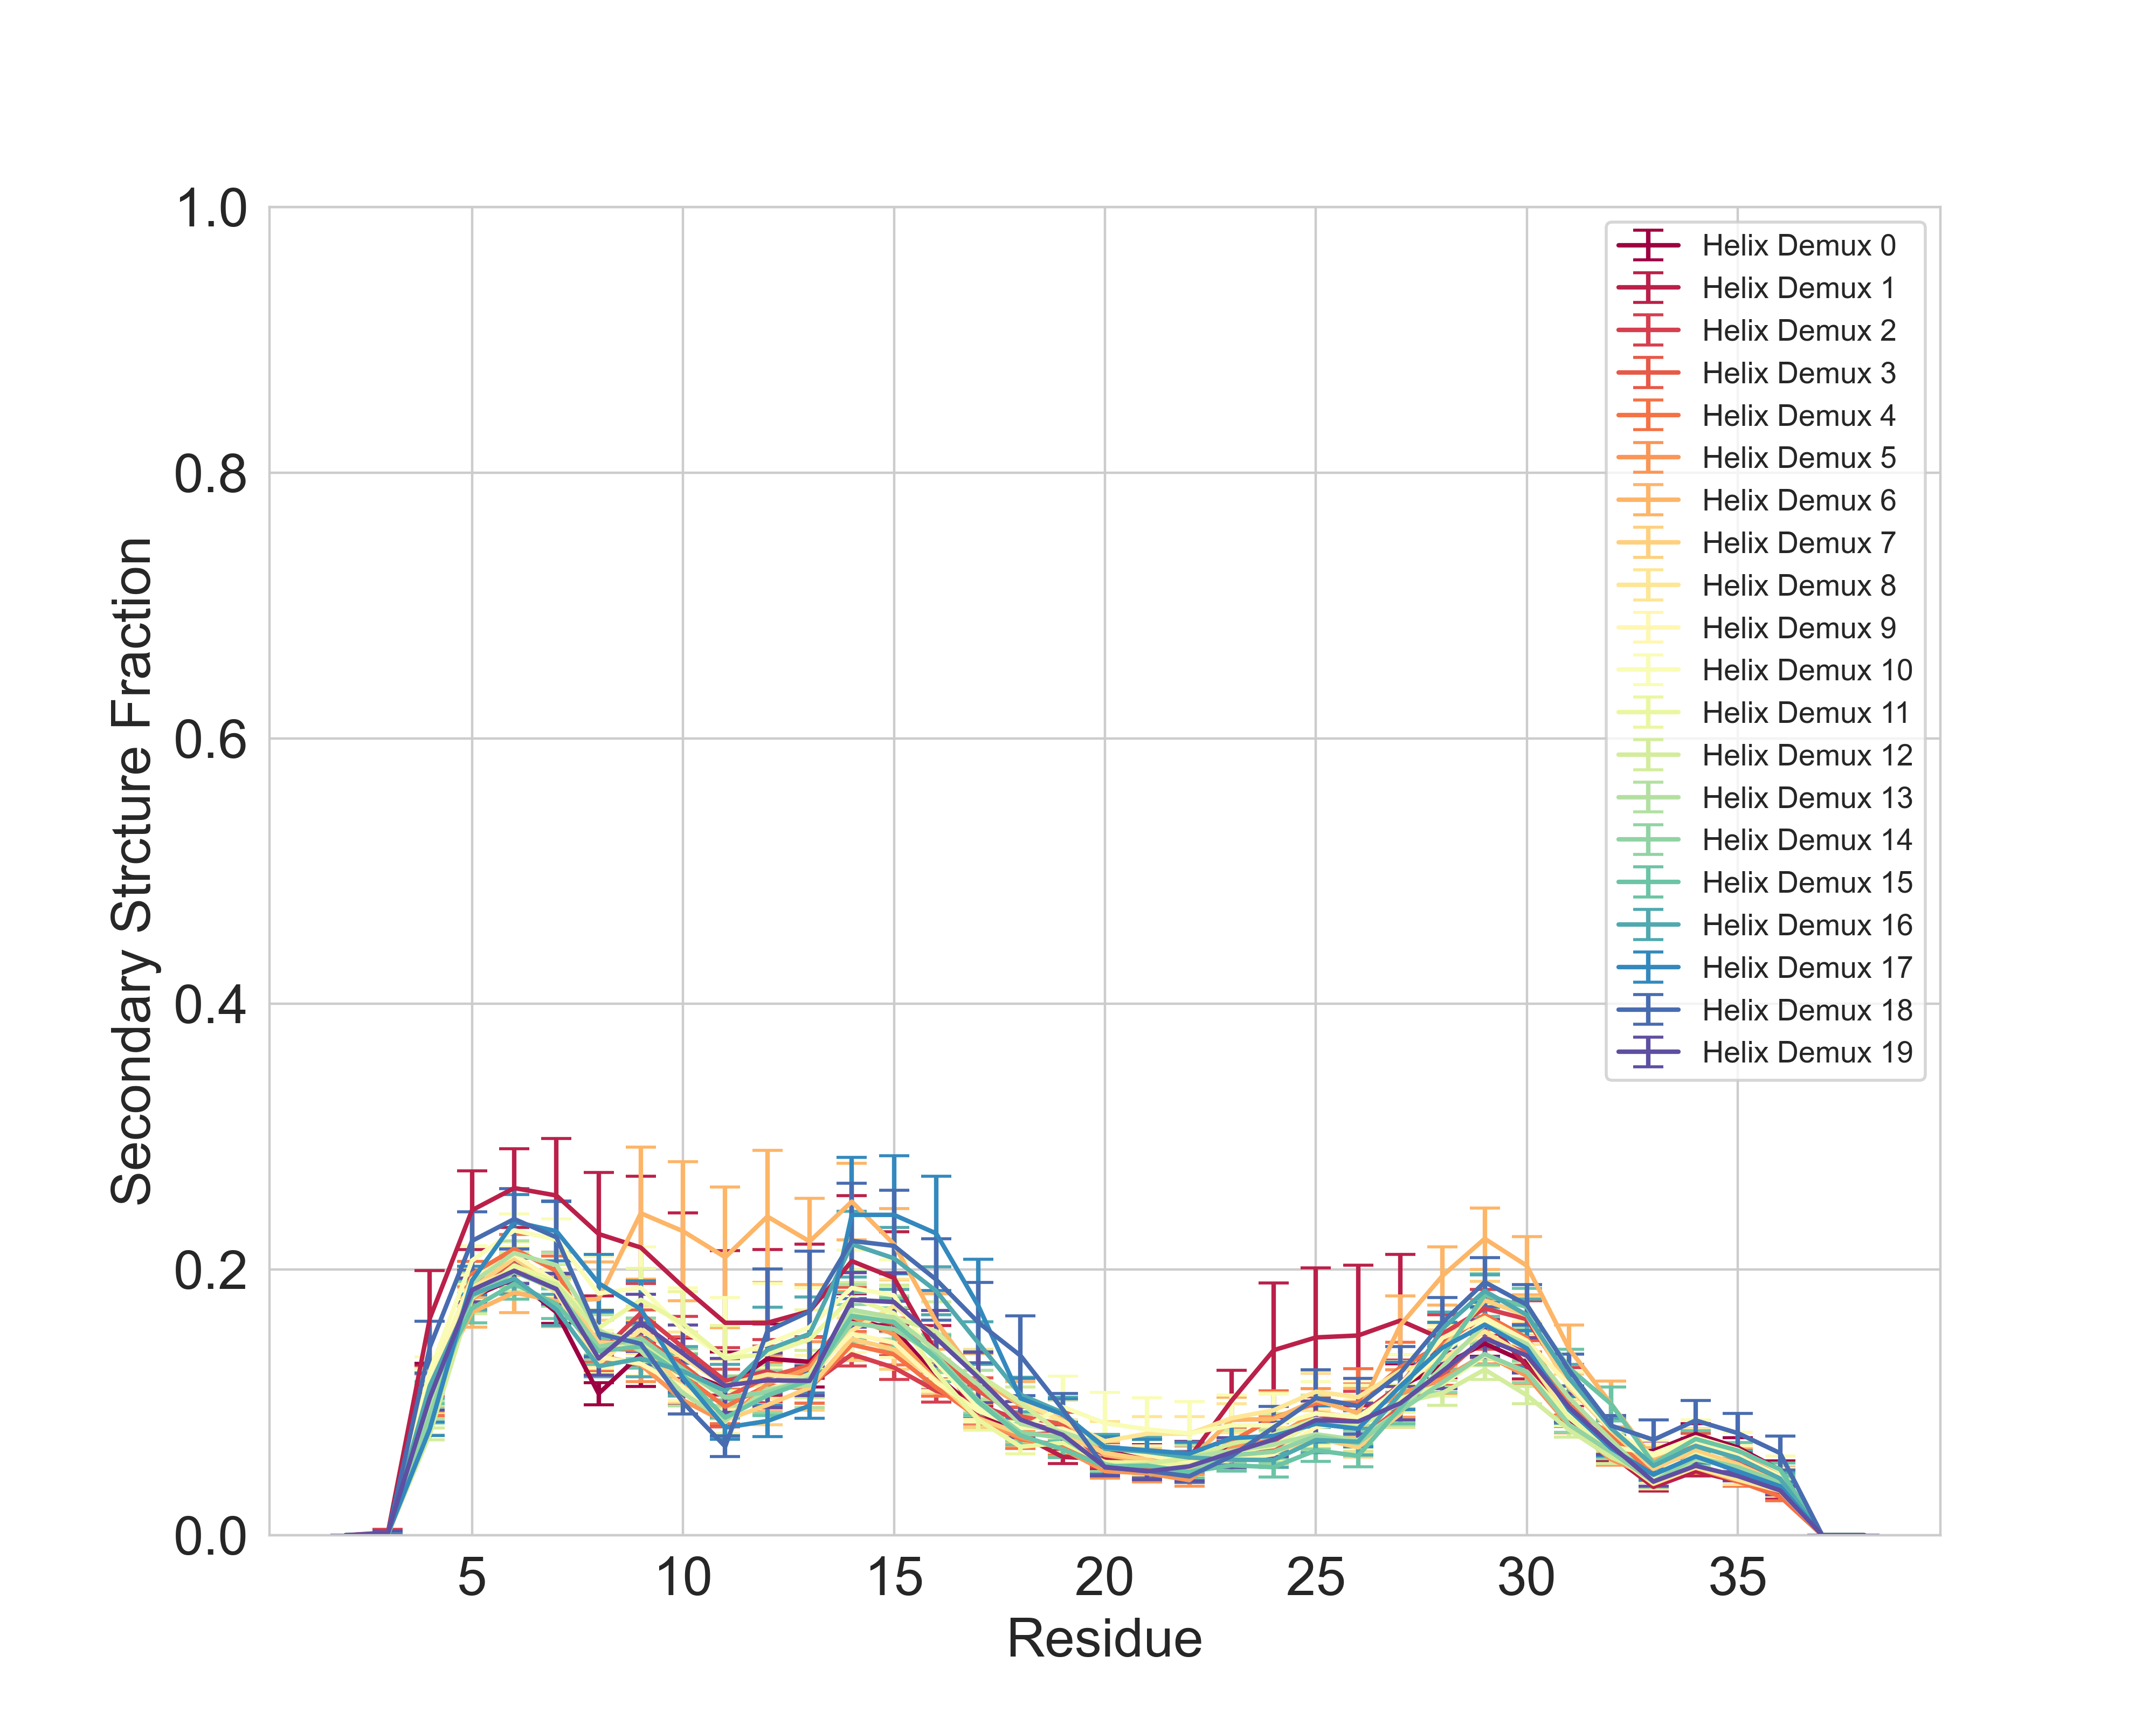 1.0
0.8
0.6
0.4
0.2
0.0
Secondary Strcture Fraction
5 10 15 20 25 30 35
Residue
Helix Demux 0
Helix Demux 1
Helix Demux 2
Helix Demux 3
Helix Demux 4
Helix Demux 5
Helix Demux 6
Helix Demux 7
Helix Demux 8
Helix Demux 9
Helix Demux 10
Helix Demux 11
Helix Demux 12
Helix Demux 13
Helix Demux 14
Helix Demux 15
Helix Demux 16
Helix Demux 17
Helix Demux 18
Helix Demux 19